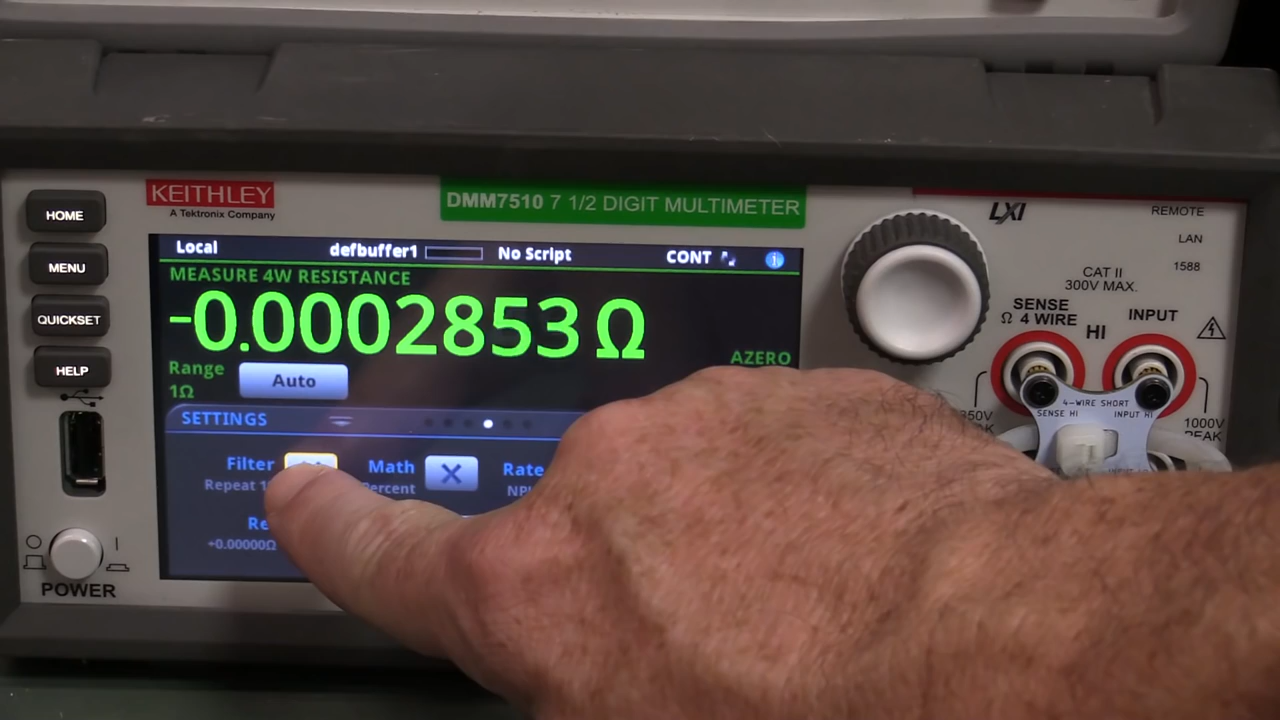 KEITHLEY
A Tektronix Company
DMM7510 7 1/2 DIGIT MULTIMETER
LXI
REMOTE
LAN
1588
HOME
MENU
QUICKSET
HELP
POWER
Local
defbuffer1
No Script
CONT
MEASURE 4W RESISTANCE
-0.0002853 Ω
AZERO
Range
1Ω
Auto
SETTINGS
Filter
Repeat
Math
Percent
Rate
+0.00000Ω
CAT II
300V MAX.
SENSE
Ω 4 WIRE
HI
INPUT
1000V
PEAK
4-WIRE SHORT
SENSE HI
INPUT HI